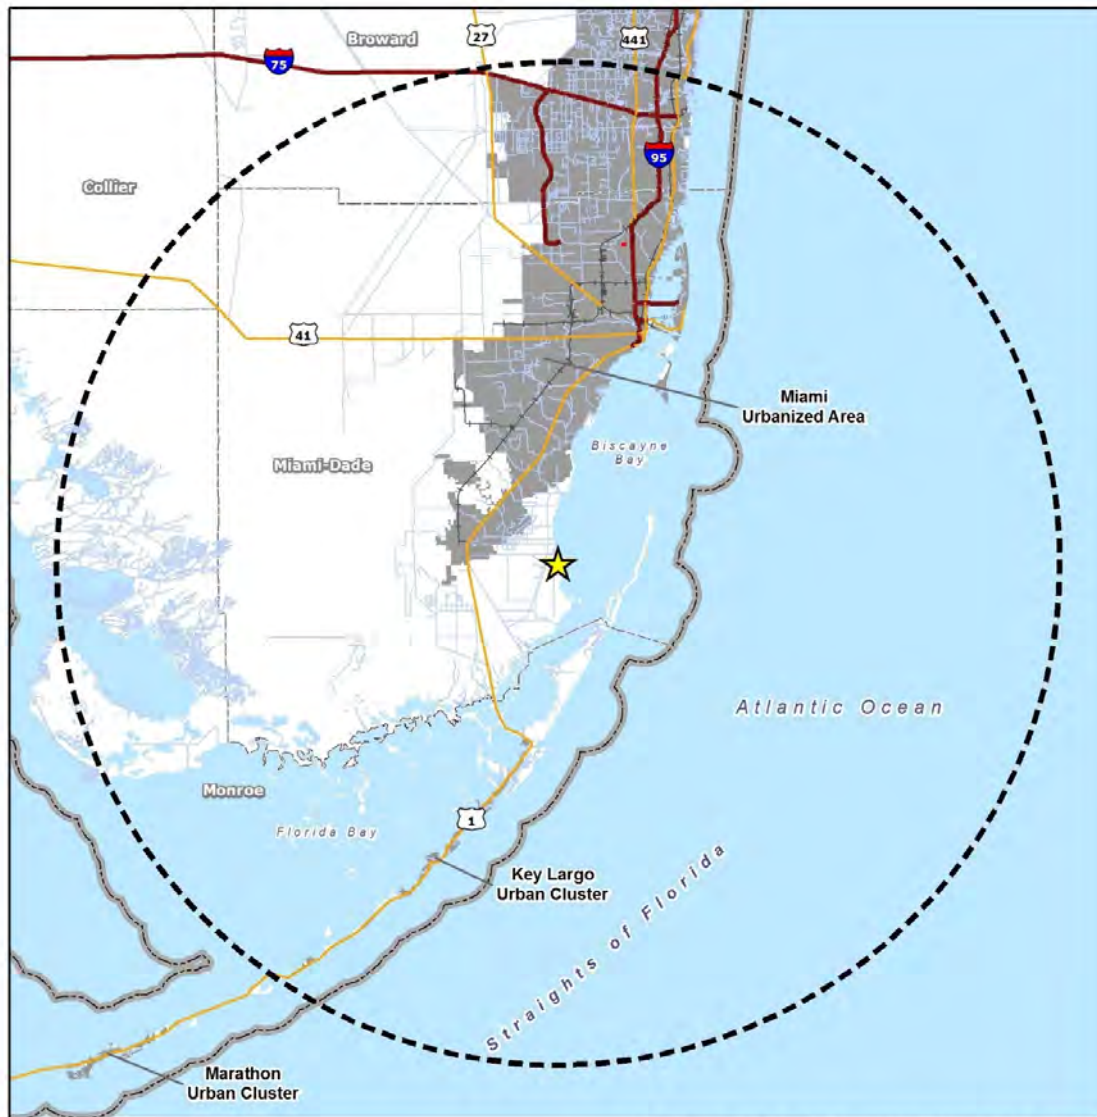 Broward
27
441
75
95
Collier
41
Miami
Urbanized Area
Biscayne
Bay
Miami-Dade
Atlantic Ocean
Monroe
1
Florida Bay
Key Largo
Urban Cluster
Straights of Florida
Marathon
Urban Cluster